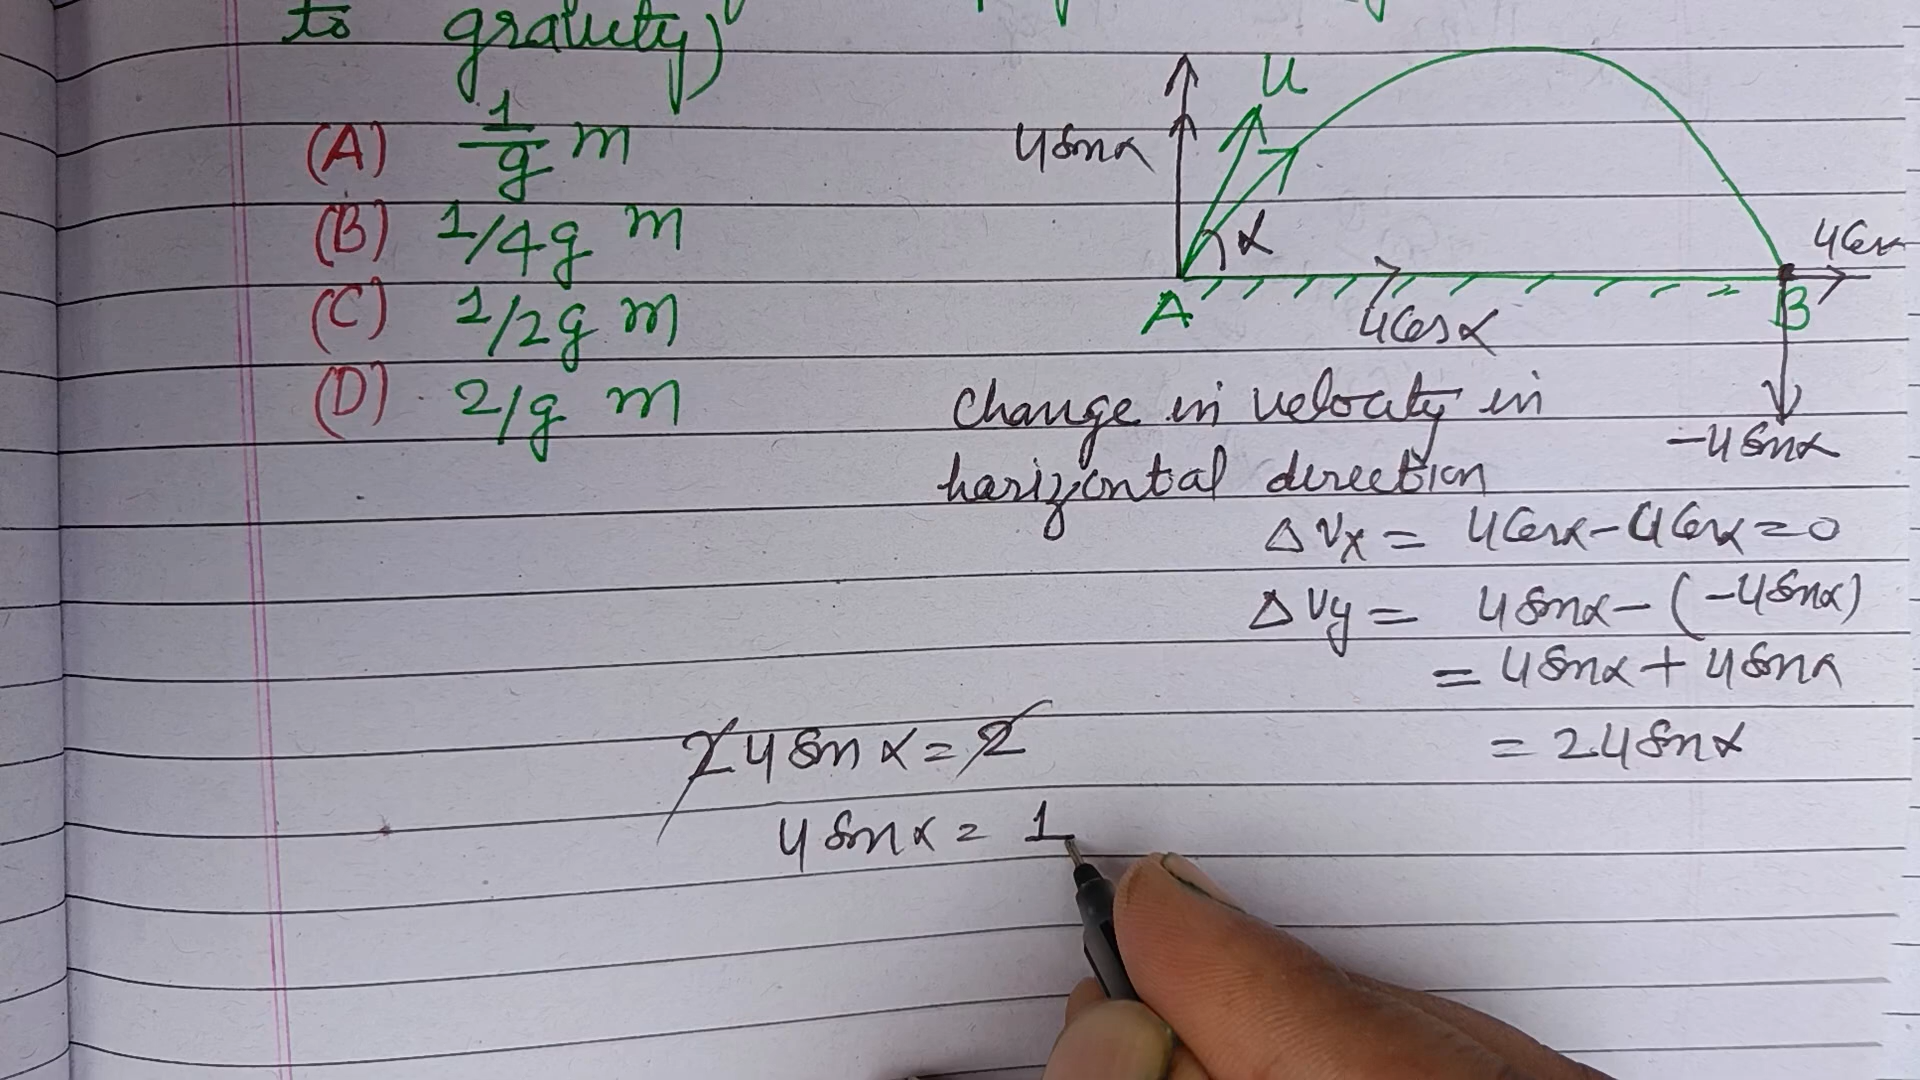 to gravity)
(A) 1/g m
(B) 1/4g m
(C) 1/2g m
(D) 2/g m
u
usinα
α
A
ucosα
ucosα
B
-usinα
change in velocity in
harizontal direction
ΔVx = ucosα - ucosα = 0
ΔVy = usinα - (-usinα)
= usinα + usinα
= 2usinα
2usinα = 2
usinα = 1